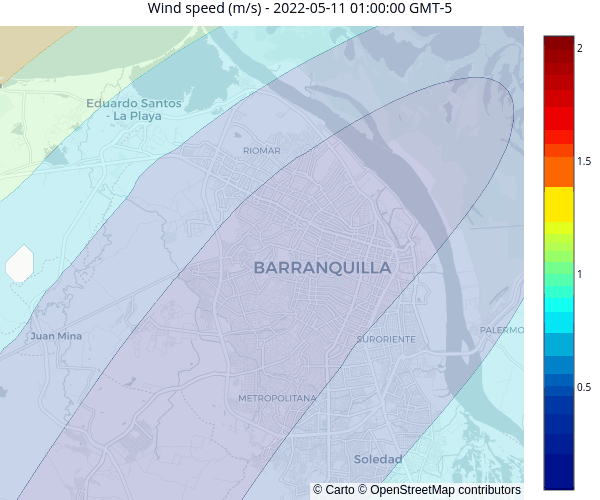 Wind speed (m/s) - 2022-05-11 01:00:00 GMT-5
2
Eduardo Santos
- La Playa
RIOMAR
1.5
BARRANQUILLA
1
Juan Mina
SURORIENTE
PALERMO
0.5
METROPOLITANA
Soledad
© Carto © OpenStreetMap contributors